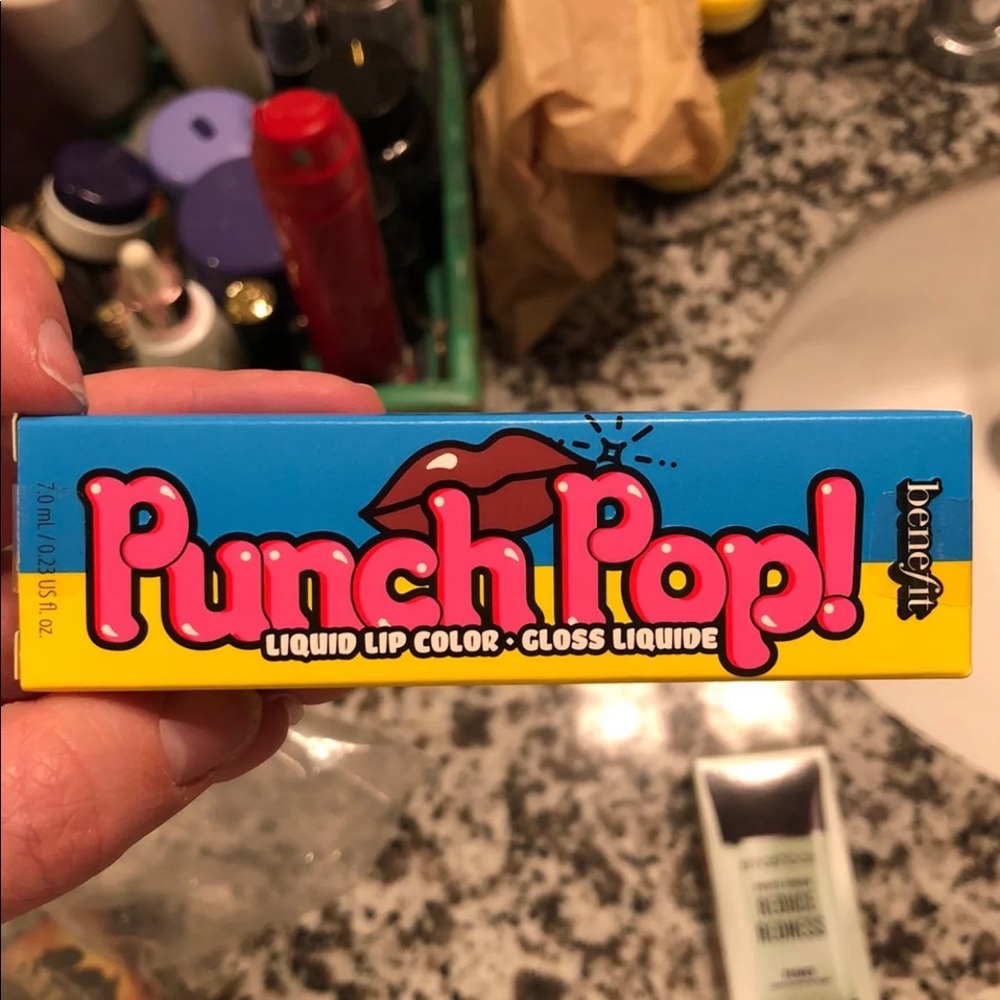 7.0 mL / 0.23 US fl. oz.
Punch Pop!
LIQUID LIP COLOR · GLOSS LIQUIDE
benefit
REDUCE
REDNESS